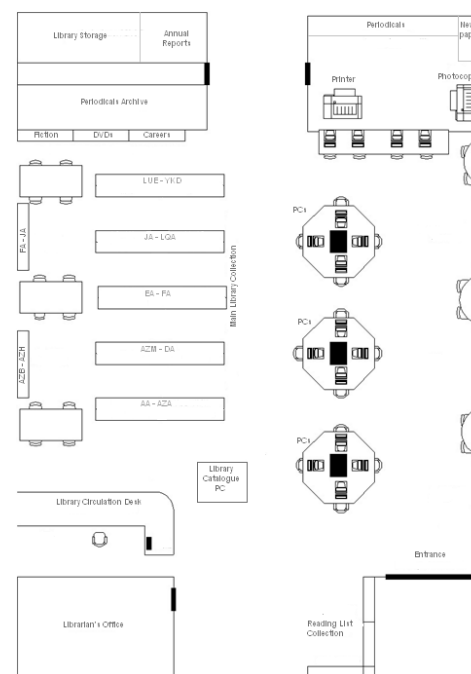 Library Storage
Annual
Reports
Periodicals
Printer
Periodicals Archive
Fiction
DVDs
Careers
LUE - YKD
FA - JA
PCs
JA - LQA
Main Library Collection
EA - FA
PCs
AZB - AZH
AZM - DA
AA - AZA
PCs
Library
Catalogue
PC
Library Circulation Desk
Entrance
Librarian's Office
Reading List
Collection